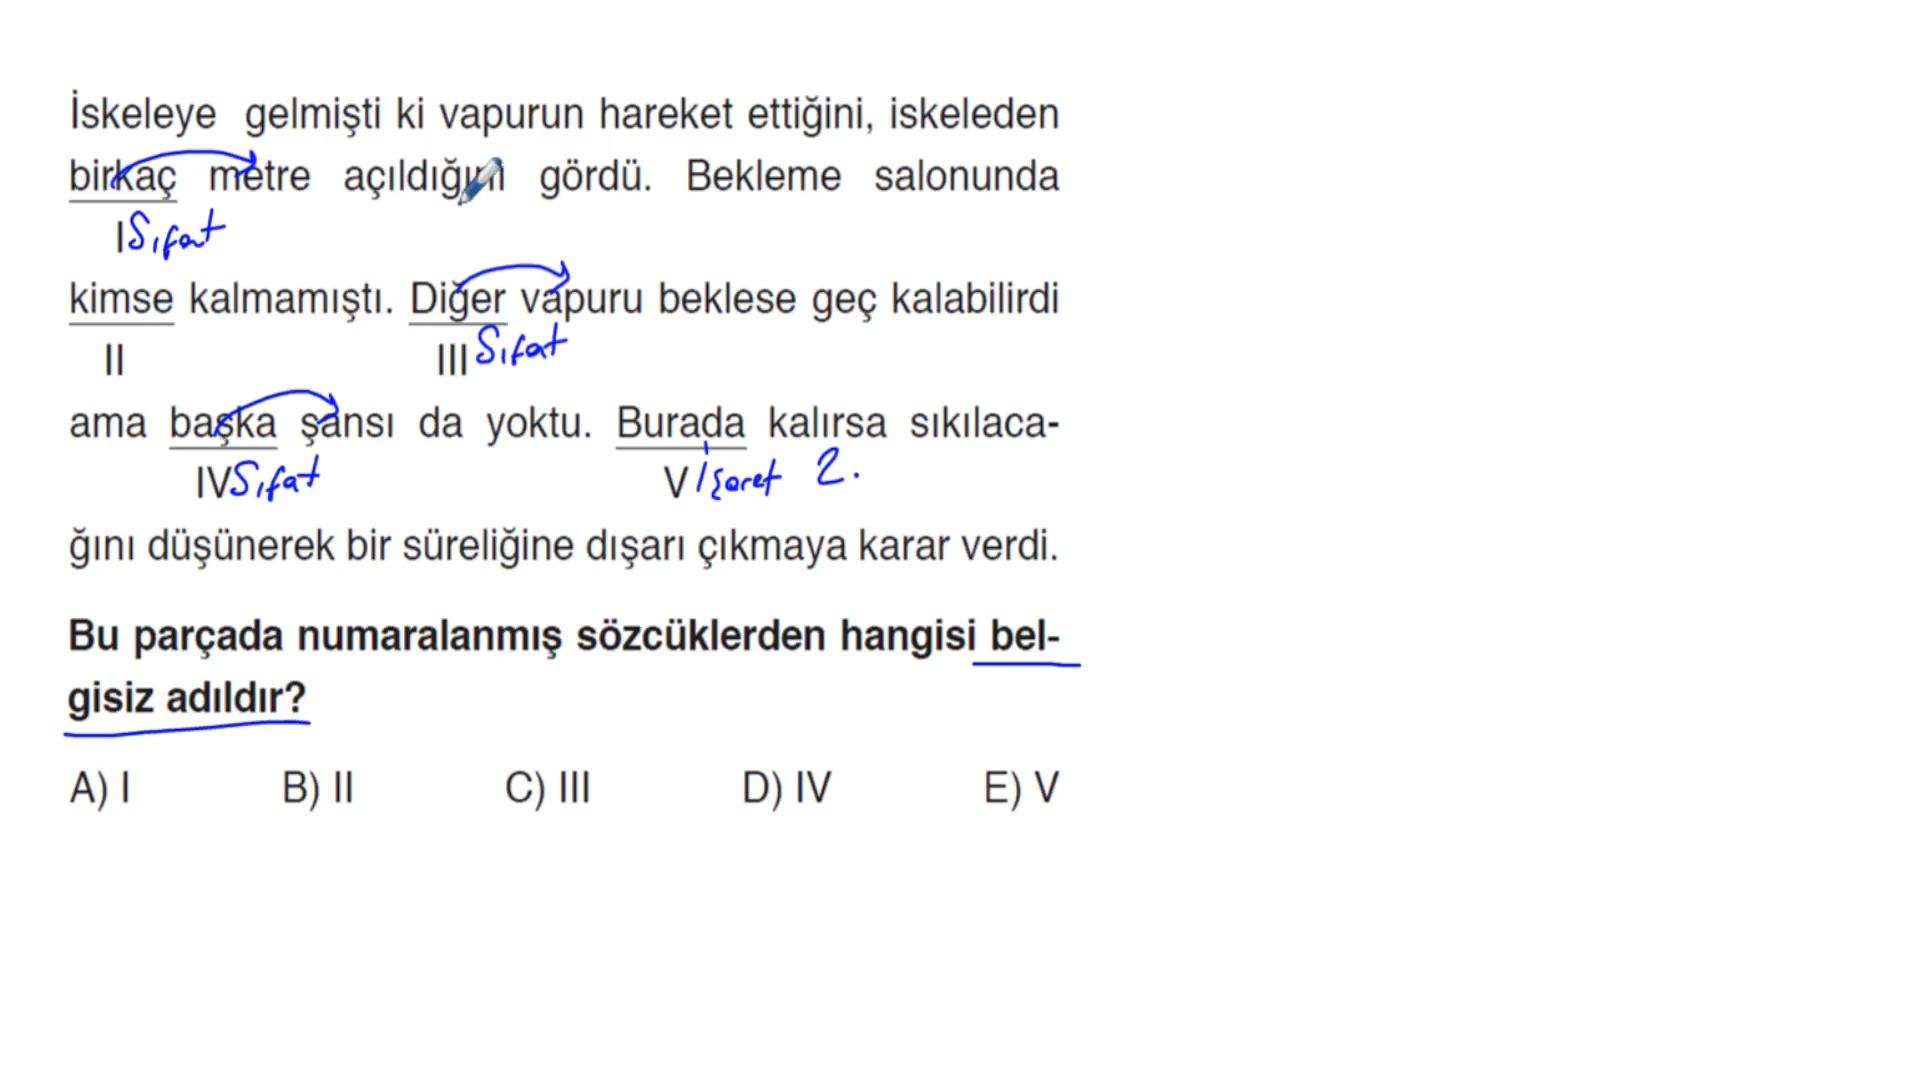 İskeleye gelmişti ki vapurun hareket ettiğini, iskeleden
birkaç metre açıldığını gördü. Bekleme salonunda
I Sıfat
kimse kalmamıştı. Diğer vapuru beklese geç kalabilirdi
II III Sıfat
ama başka şansı da yoktu. Burada kalırsa sıkılaca-
IV Sıfat V İşaret Z.
ğını düşünerek bir süreliğine dışarı çıkmaya karar verdi.
Bu parçada numaralanmış sözcüklerden hangisi bel-
gisiz adıldır?
A) I B) II C) III D) IV E) V